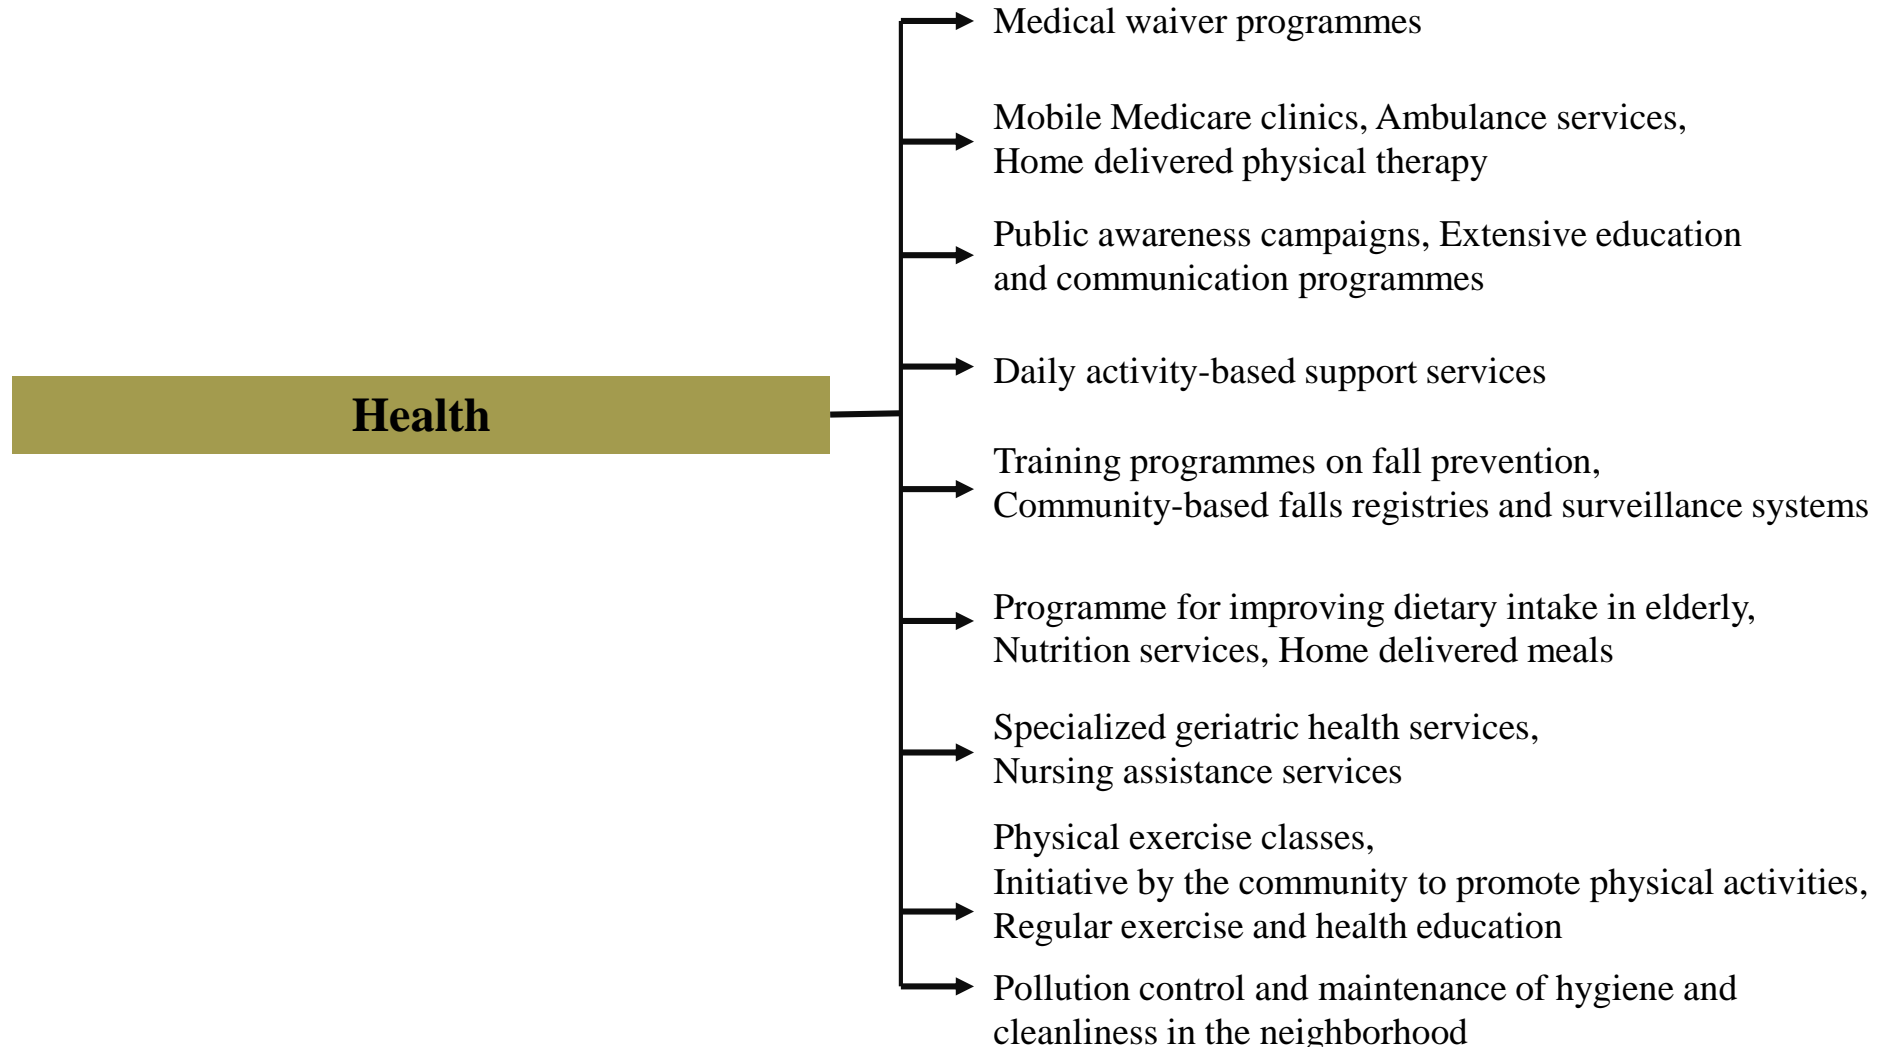 Medical waiver programmes
Mobile Medicare clinics, Ambulance services,
Home delivered physical therapy
Public awareness campaigns, Extensive education
and communication programmes
Daily activity-based support services
Health
Training programmes on fall prevention,
Community-based falls registries and surveillance systems
Programme for improving dietary intake in elderly,
Nutrition services, Home delivered meals
Specialized geriatric health services,
Nursing assistance services
Physical exercise classes,
Initiative by the community to promote physical activities,
Regular exercise and health education
Pollution control and maintenance of hygiene and
cleanliness in the neighborhood